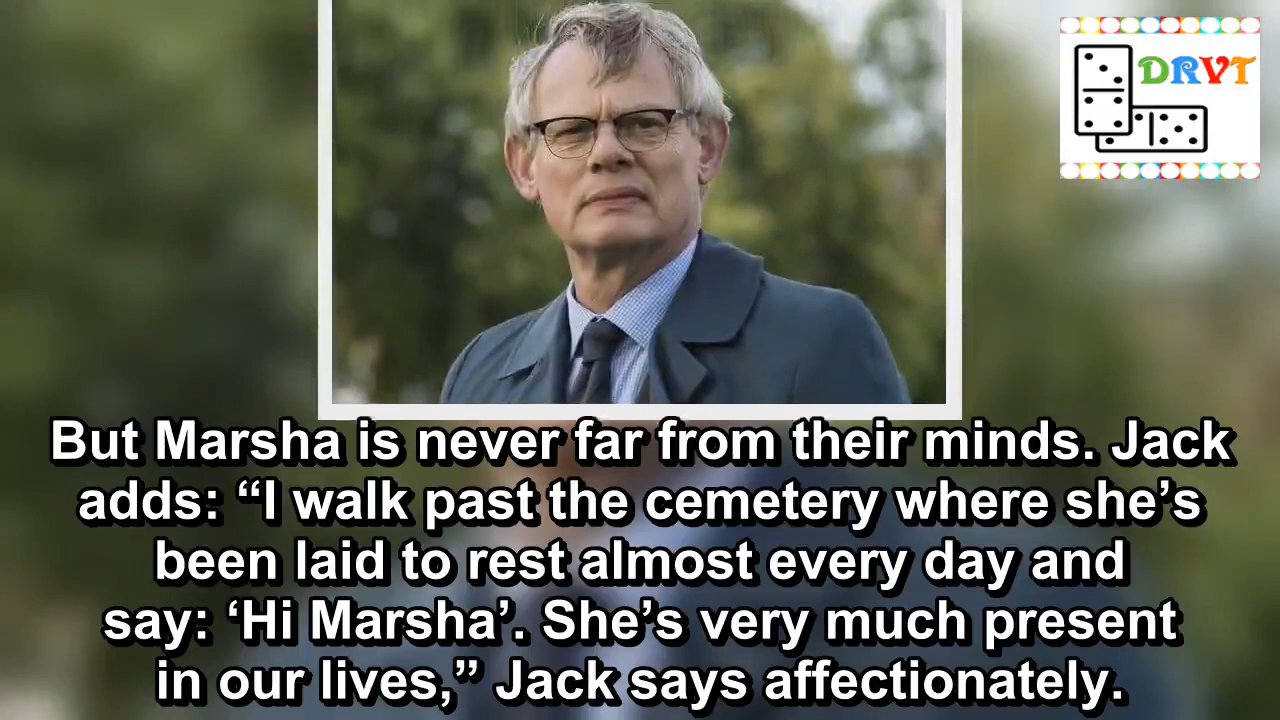 DRVT
But Marsha is never far from their minds. Jack
adds: “I walk past the cemetery where she’s
been laid to rest almost every day and
say: ‘Hi Marsha’. She’s very much present
in our lives,” Jack says affectionately.